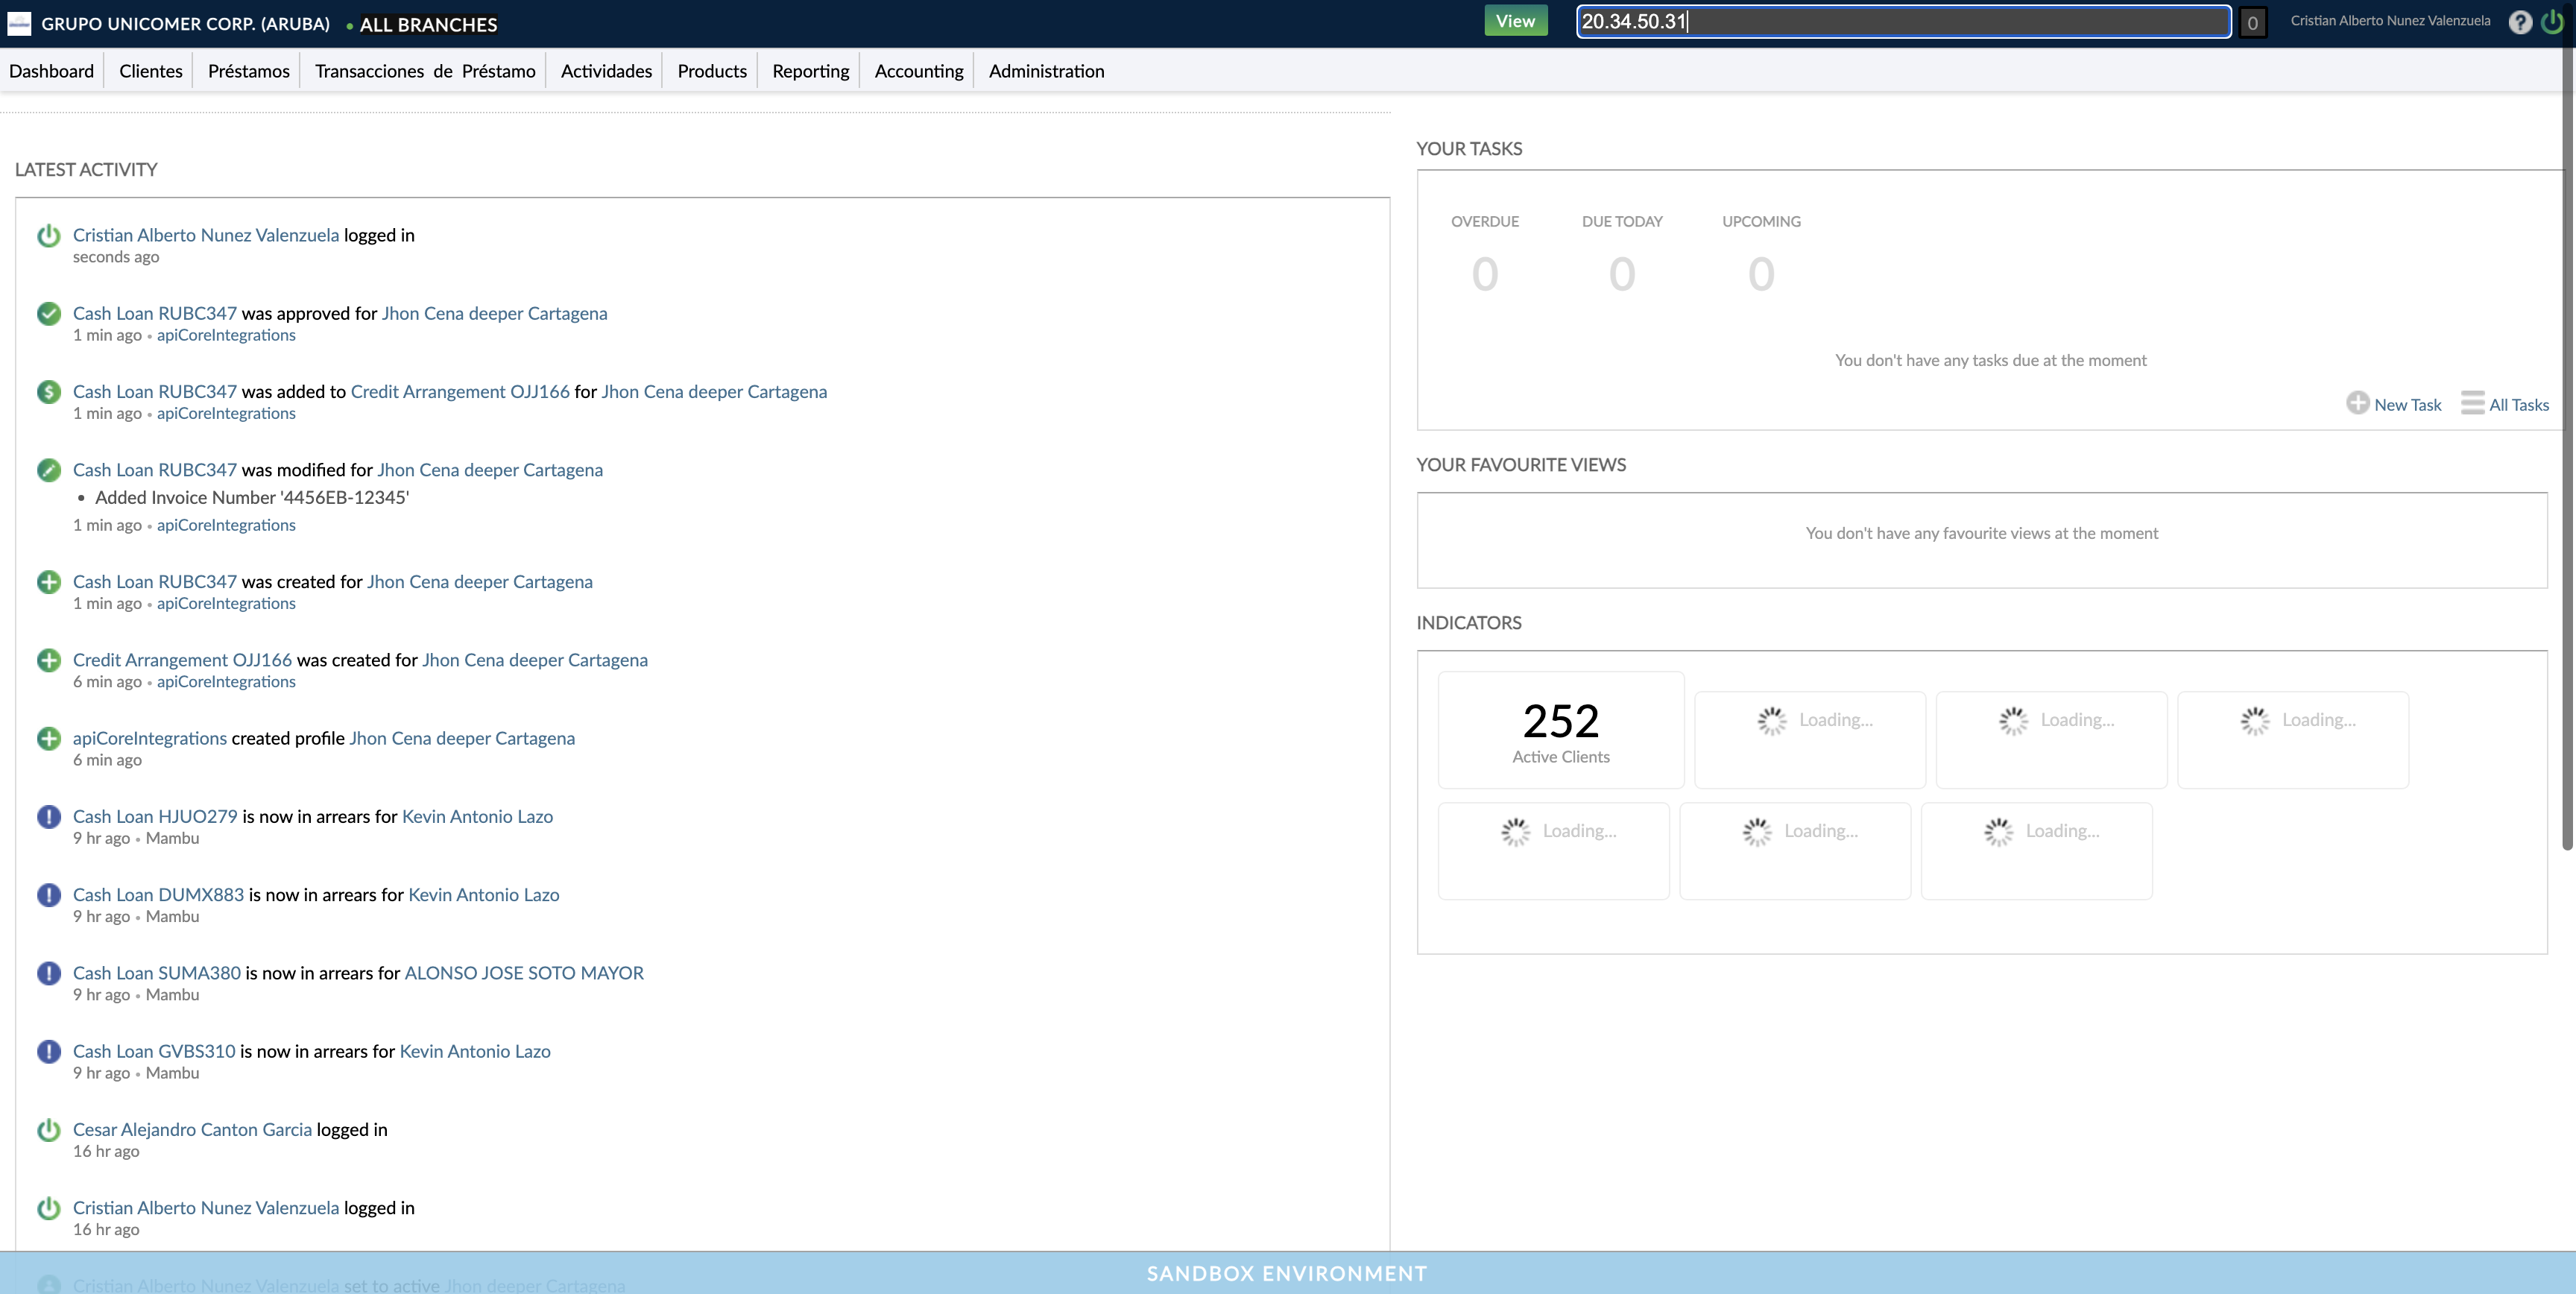 GRUPO UNICOMER CORP. (ARUBA) • ALL BRANCHES
View
20.34.50.31
0
Cristian Alberto Nunez Valenzuela
?
Dashboard Clientes Préstamos Transacciones de Préstamo Actividades Products Reporting Accounting Administration
LATEST ACTIVITY
Cristian Alberto Nunez Valenzuela logged in
seconds ago
Cash Loan RUBC347 was approved for Jhon Cena deeper Cartagena
1 min ago • apiCoreIntegrations
Cash Loan RUBC347 was added to Credit Arrangement OJJ166 for Jhon Cena deeper Cartagena
1 min ago • apiCoreIntegrations
Cash Loan RUBC347 was modified for Jhon Cena deeper Cartagena
• Added Invoice Number '4456EB-12345'
1 min ago • apiCoreIntegrations
Cash Loan RUBC347 was created for Jhon Cena deeper Cartagena
1 min ago • apiCoreIntegrations
Credit Arrangement OJJ166 was created for Jhon Cena deeper Cartagena
6 min ago • apiCoreIntegrations
apiCoreIntegrations created profile Jhon Cena deeper Cartagena
6 min ago
Cash Loan HJUO279 is now in arrears for Kevin Antonio Lazo
9 hr ago • Mambu
Cash Loan DUMX883 is now in arrears for Kevin Antonio Lazo
9 hr ago • Mambu
Cash Loan SUMA380 is now in arrears for ALONSO JOSE SOTO MAYOR
9 hr ago • Mambu
Cash Loan GVBS310 is now in arrears for Kevin Antonio Lazo
9 hr ago • Mambu
Cesar Alejandro Canton Garcia logged in
16 hr ago
Cristian Alberto Nunez Valenzuela logged in
16 hr ago
Cristian Alberto Nunez Valenzuela set to active Jhon deeper Cartagena
YOUR TASKS
OVERDUE DUE TODAY UPCOMING
0 0 0
You don't have any tasks due at the moment
New Task All Tasks
YOUR FAVOURITE VIEWS
You don't have any favourite views at the moment
INDICATORS
252
Active Clients
Loading... Loading... Loading...
Loading... Loading... Loading...
SANDBOX ENVIRONMENT